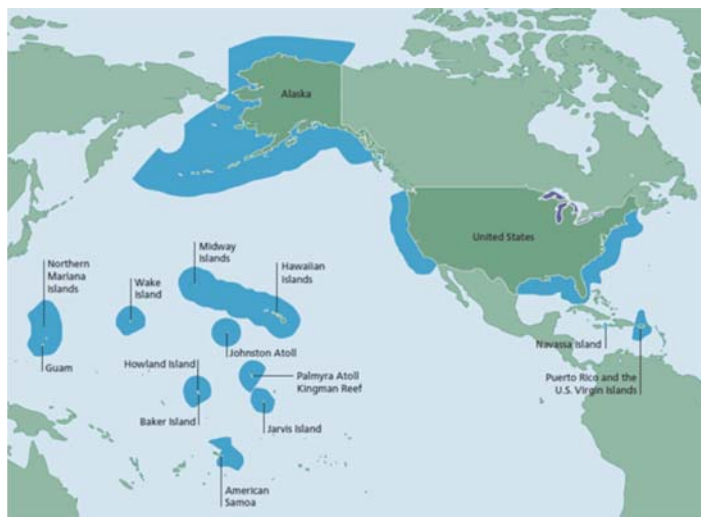 Alaska
United States
Midway
Islands
Hawaiian
Islands
Northern
Mariana
Islands
Wake
Island
Johnston Atoll
Navassa Island
Guam
Howland Island
Palmyra Atoll
Kingman Reef
Puerto Rico and the
U.S. Virgin Islands
Baker Island
Jarvis Island
American
Samoa